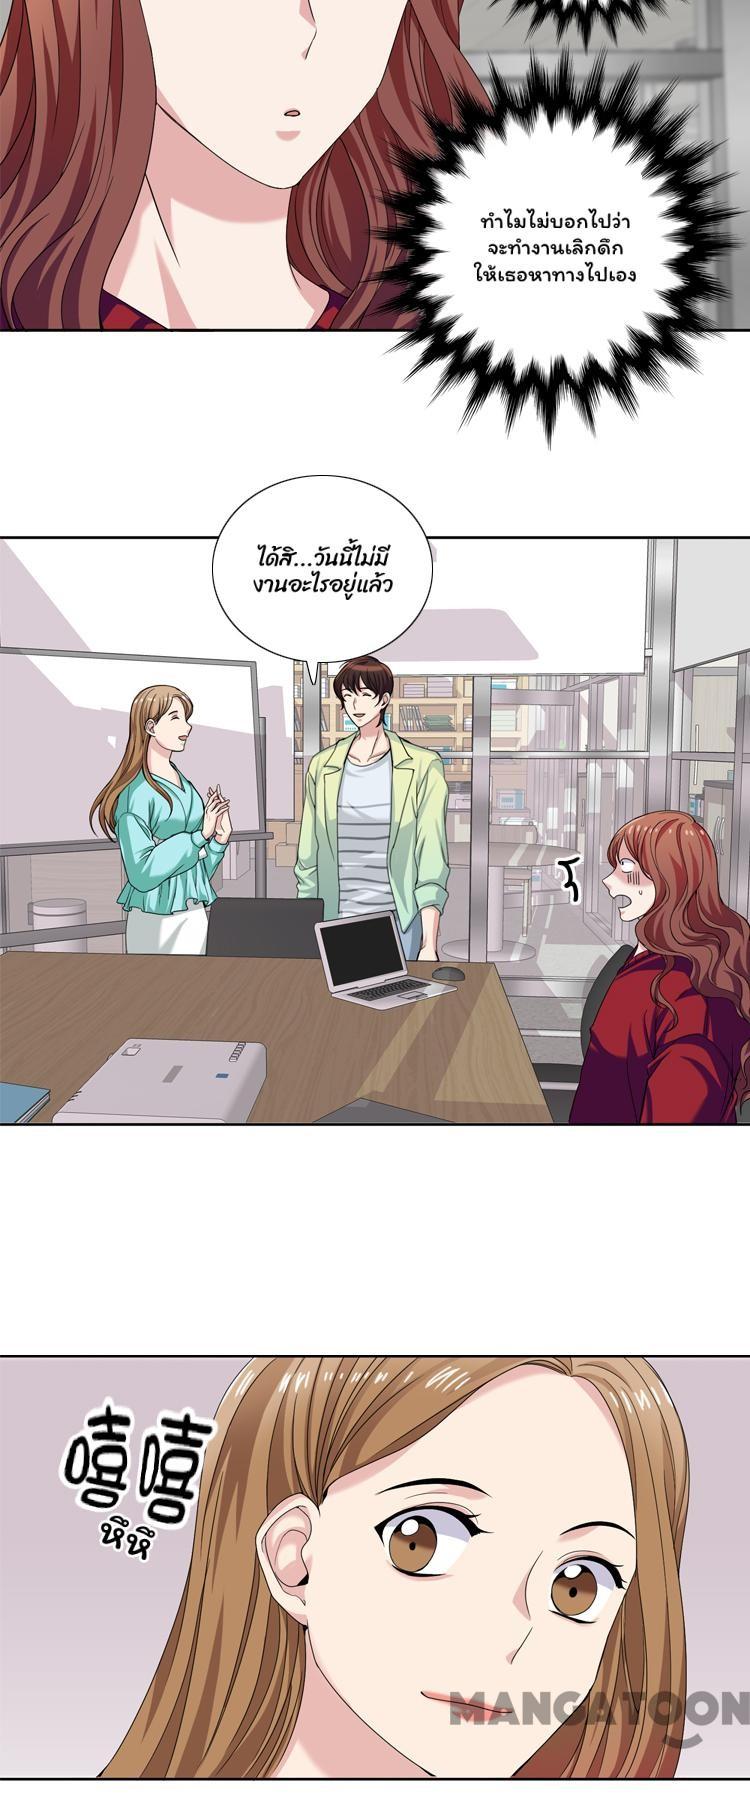 ทำไมไม่บอกไปว่า
จะทำงานเลิกดึก
ให้เธอหาทางไปเอง
ได้สิ...วันนี้ไม่มี
งานอะไรอยู่แล้ว
嘻嘻
หึหึ
MANGATOON